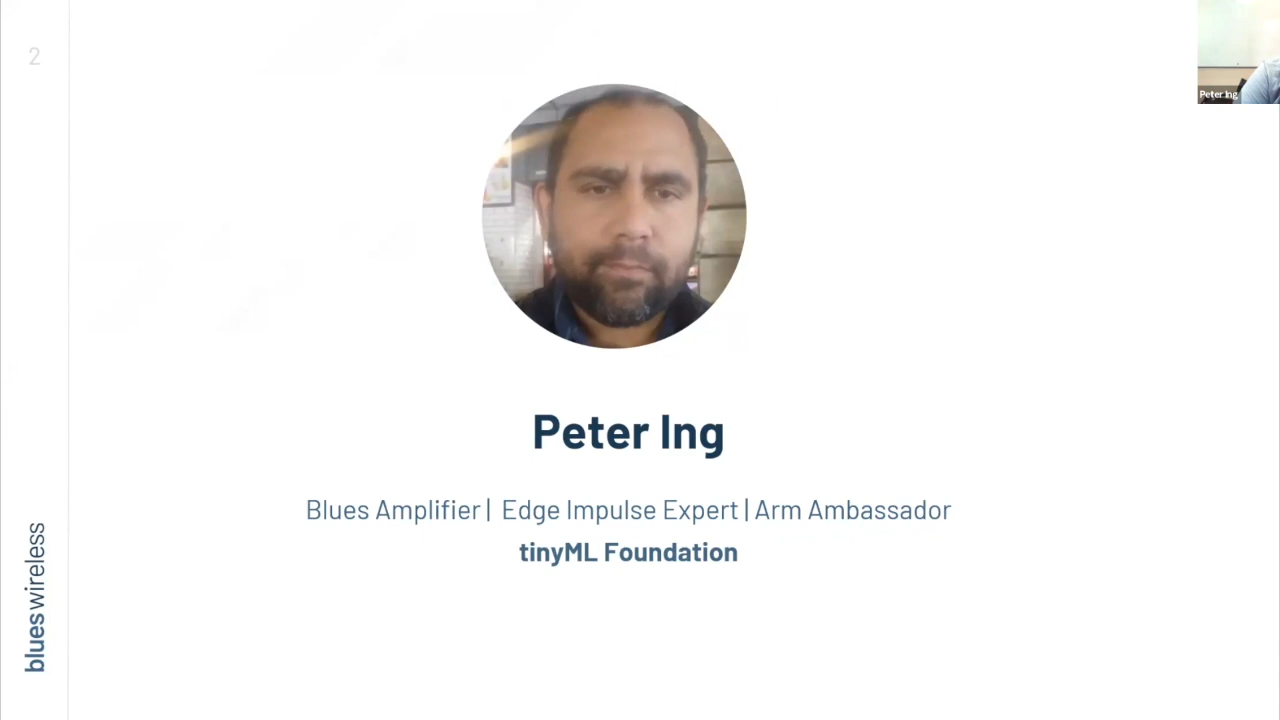 2
Peter Ing
Peter Ing
Blues Amplifier | Edge Impulse Expert | Arm Ambassador
tinyML Foundation
blues wireless